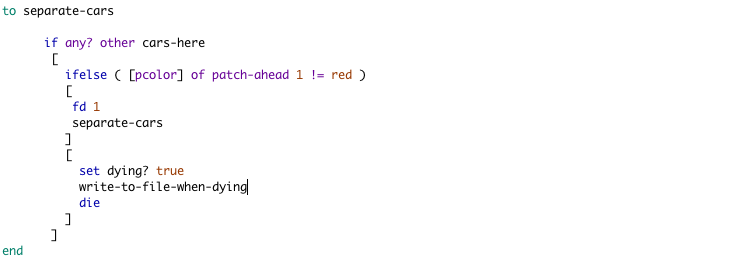 to separate-cars
if any? other cars-here
[
ifelse ( [pcolor] of patch-ahead 1 != red )
[
fd 1
separate-cars
]
[
set dying? true
write-to-file-when-dying
die
]
]
end